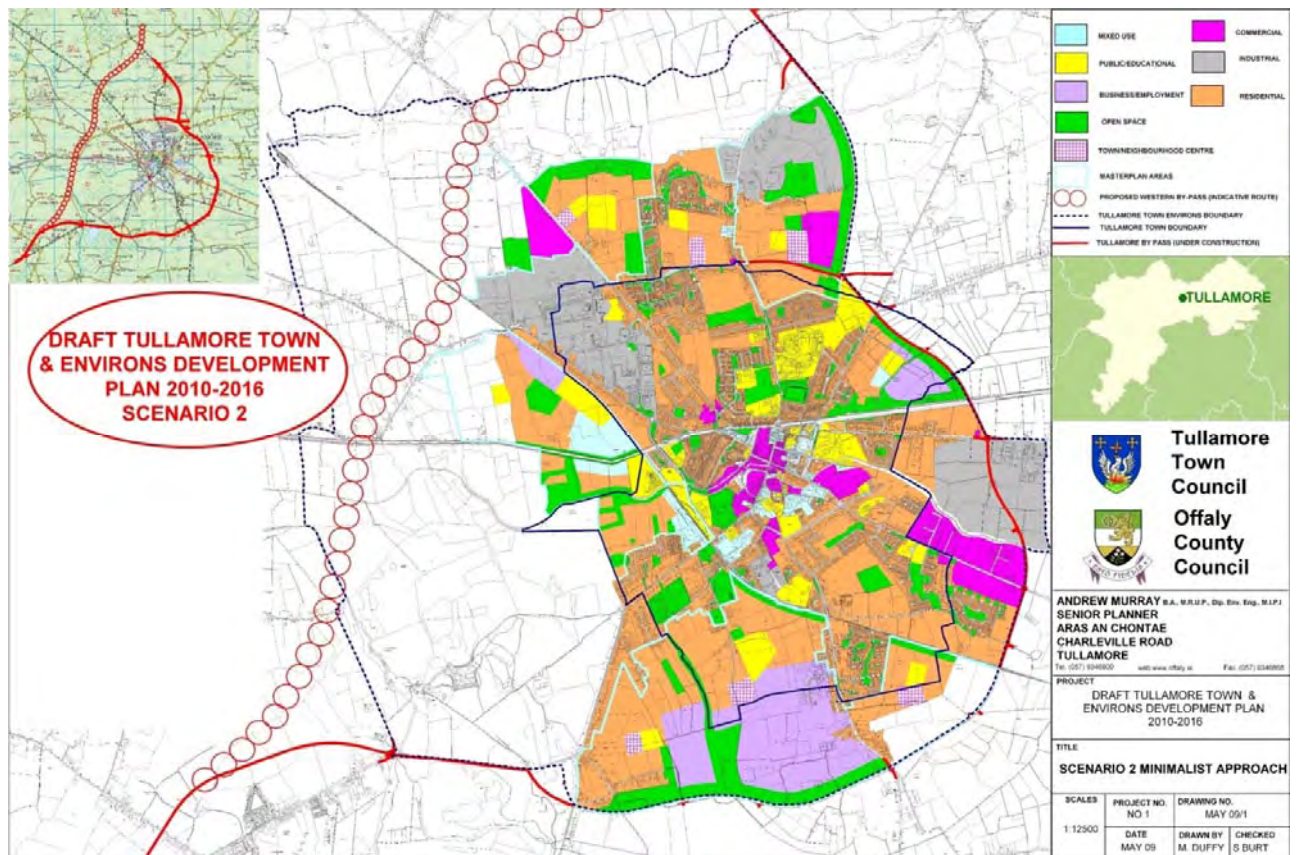 DRAFT TULLAMORE TOWN
& ENVIRONS DEVELOPMENT
PLAN 2010-2016
SCENARIO 2
MIXED USE
COMMERCIAL
PUBLIC/EDUCATIONAL
INDUSTRIAL
BUSINESS/EMPLOYMENT
RESIDENTIAL
OPEN SPACE
TOWN/NEIGHBOURHOOD CENTRE
MASTERPLAN AREAS
PROPOSED WESTERN BY-PASS (INDICATIVE ROUTE)
TULLAMORE TOWN ENVIRONS BOUNDARY
TULLAMORE TOWN BOUNDARY
TULLAMORE BY PASS (UNDER CONSTRUCTION)
TULLAMORE
Tullamore
Town
Council
Offaly
County
Council
ANDREW MURRAY B.A., M.R.U.P., Dip. Env. Eng., M.I.P.I
SENIOR PLANNER
ARAS AN CHONTAE
CHARLEVILLE ROAD
TULLAMORE
PROJECT
DRAFT TULLAMORE TOWN &
ENVIRONS DEVELOPMENT PLAN
2010-2016
TITLE
SCENARIO 2 MINIMALIST APPROACH
SCALES
1:12500
PROJECT NO.
NO 1
DRAWING NO.
MAY 09/1
DATE
MAY 09
DRAWN BY
M. DUFFY
CHECKED
S BURT